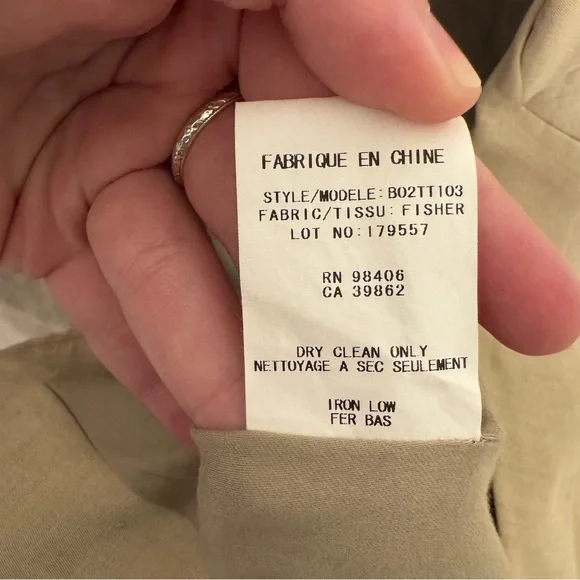 FABRIQUE EN CHINE
STYLE/MODELE: B02TT103
FABRIC/TISSU: FISHER
LOT NO: 179557
RN 98406
CA 39862
DRY CLEAN ONLY
NETTOYAGE A SEC SEULEMENT
IRON LOW
FER BAS